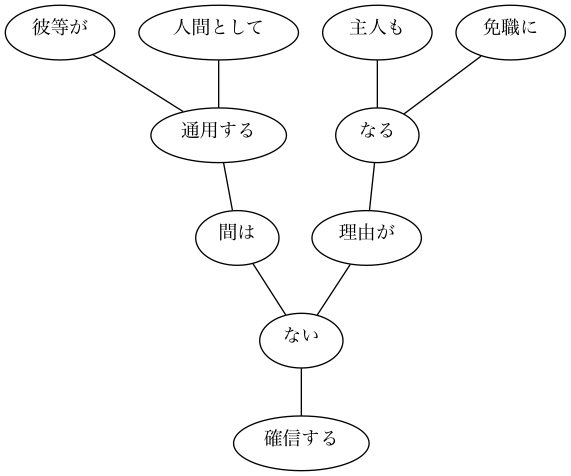 彼等が 人間として 主人も 免職に
通用する なる
間は 理由が
ない
確信する